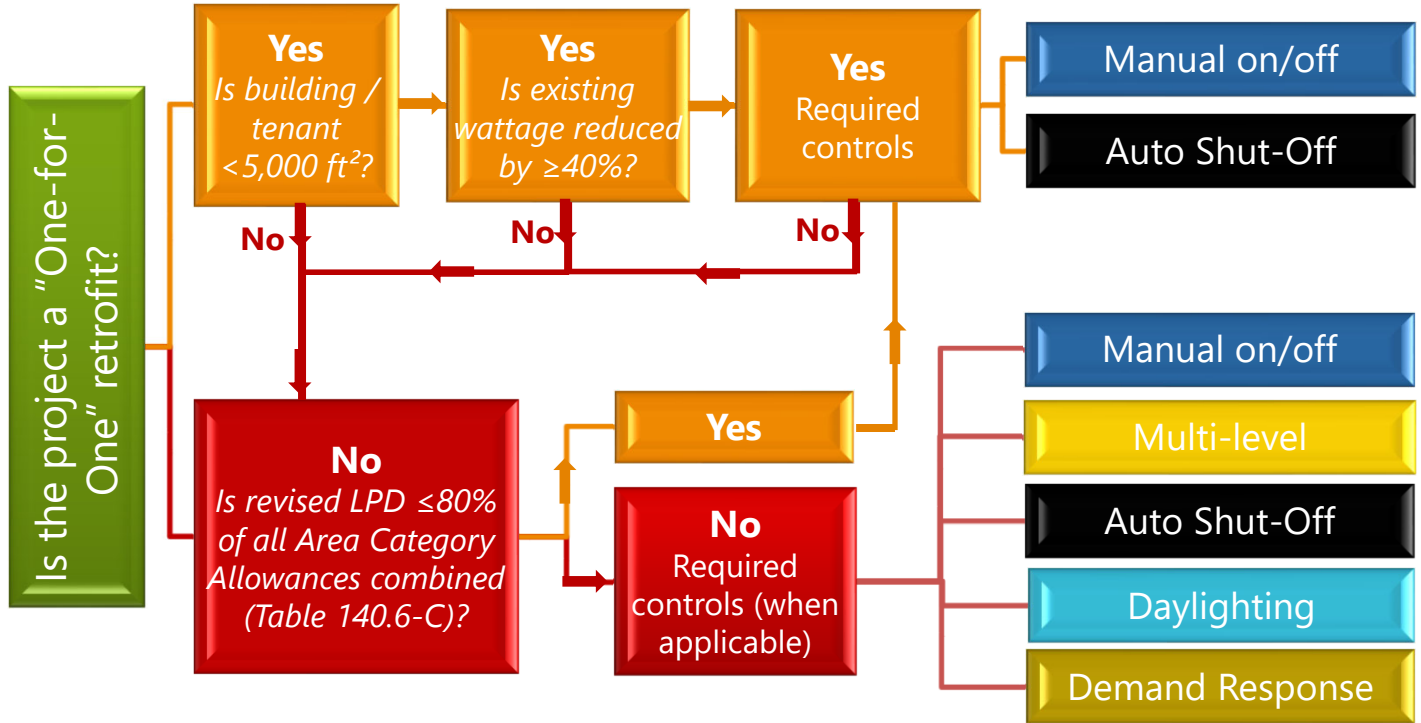 Is the project a "One-for-
One" retrofit?
Yes
Is building /
tenant
<5,000 ft²?
Yes
Is existing
wattage reduced
by ≥40%?
Yes
Required
controls
Manual on/off
Auto Shut-Off
No
No
No
No
Is revised LPD ≤80%
of all Area Category
Allowances combined
(Table 140.6-C)?
Yes
No
Required
controls (when
applicable)
Manual on/off
Multi-level
Auto Shut-Off
Daylighting
Demand Response